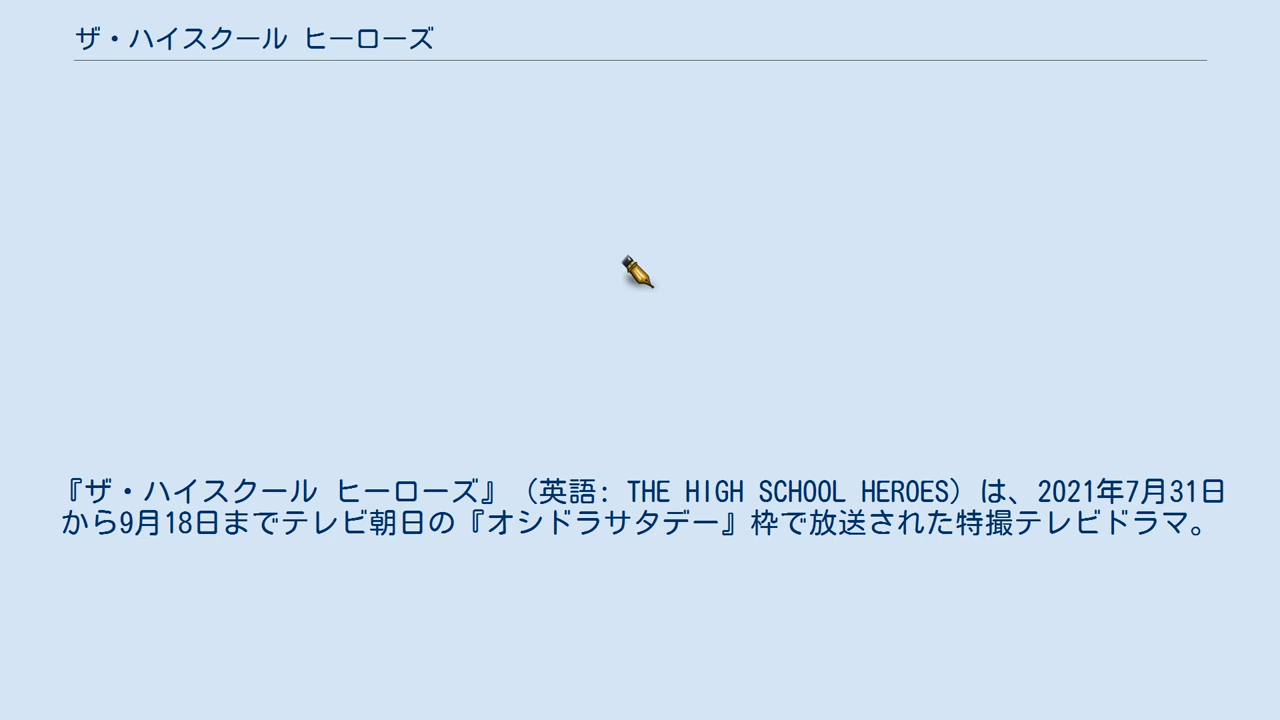 ザ・ハイスクール ヒーローズ
『ザ・ハイスクール ヒーローズ』（英語: THE HIGH SCHOOL HEROES）は、2021年7月31日
から9月18日までテレビ朝日の『オシドラサタデー』枠で放送された特撮テレビドラマ。